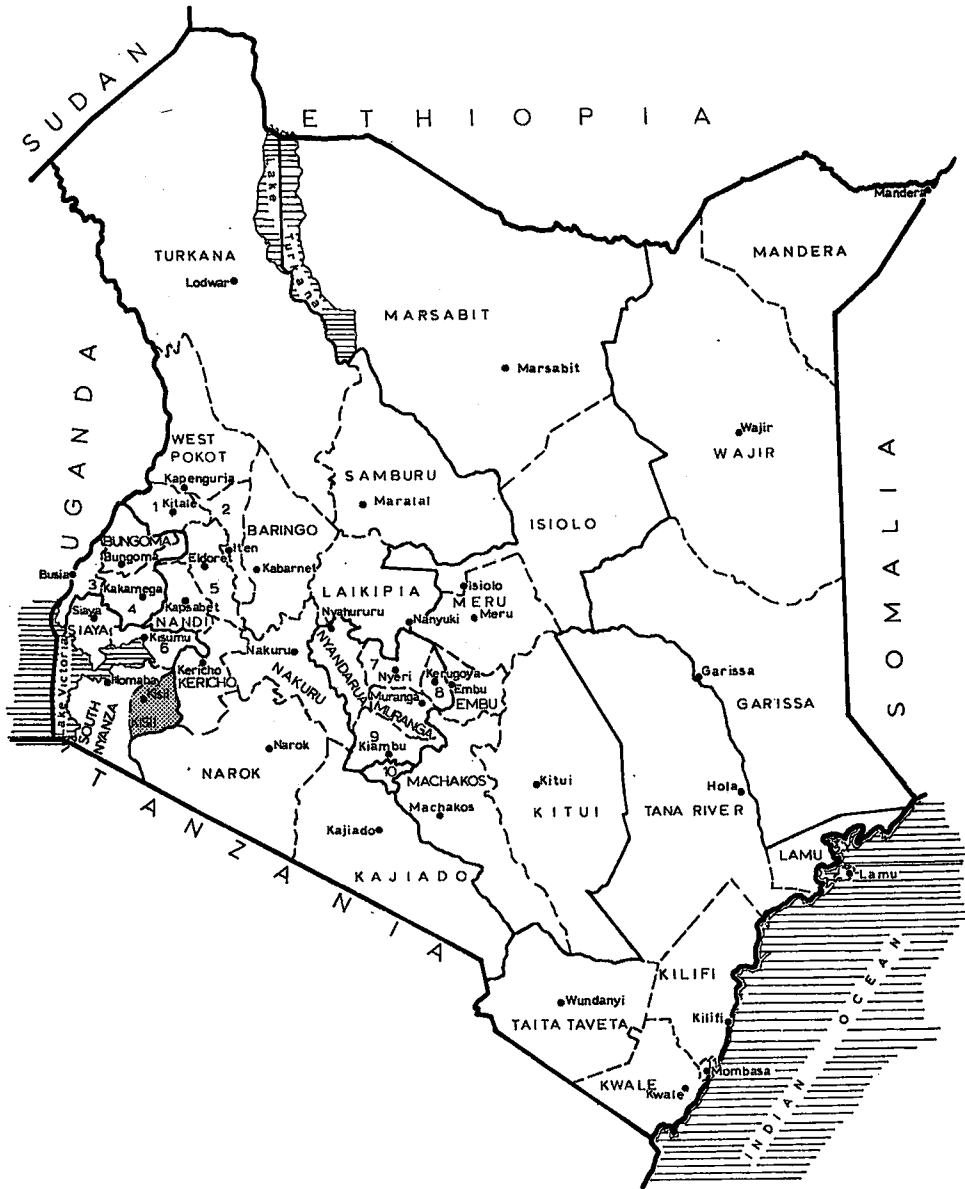 SUDAN
ETHIOPIA
Lake Turkana
Mandera
MANDERA
TURKANA
Lodwar
MARSABIT
Marsabit
UGANDA
Wajir
WAJIR
WEST
POKOT
Kapenguria
SAMBURU
Maralal
1
Kitale
2
BARINGO
ISIOLO
SOMALIA
BUNGOMA
Bungoma
Iten
Eldoret
Kabarnet
Busia
3
Kakamega
4
5
Kapsabet
NANDI
LAIKIPIA
Isiolo
MERU
Meru
Siaya
SIAYA
Nyahururu
Nanyuki
Kisumu
6
Nakuru
NAKURU
NYANDARUA
7
Nyeri
Kerugoya
8
Embu
EMBU
Garissa
GARISSA
Lake Victoria
Homabay
Kericho
KERICHO
Kisii
KISII
Muranga
MURANGA
SOUTH
NYANZA
Narok
NAROK
9
Kiambu
10
MACHAKOS
Machakos
Kitui
KITUI
TANA RIVER
Hola
TANZANIA
Kajiado
KAJIADO
LAMU
Lamu
KILIFI
Kilifi
Wundanyi
TAITA TAVETA
Mombasa
KWALE
Kwale
INDIAN OCEAN